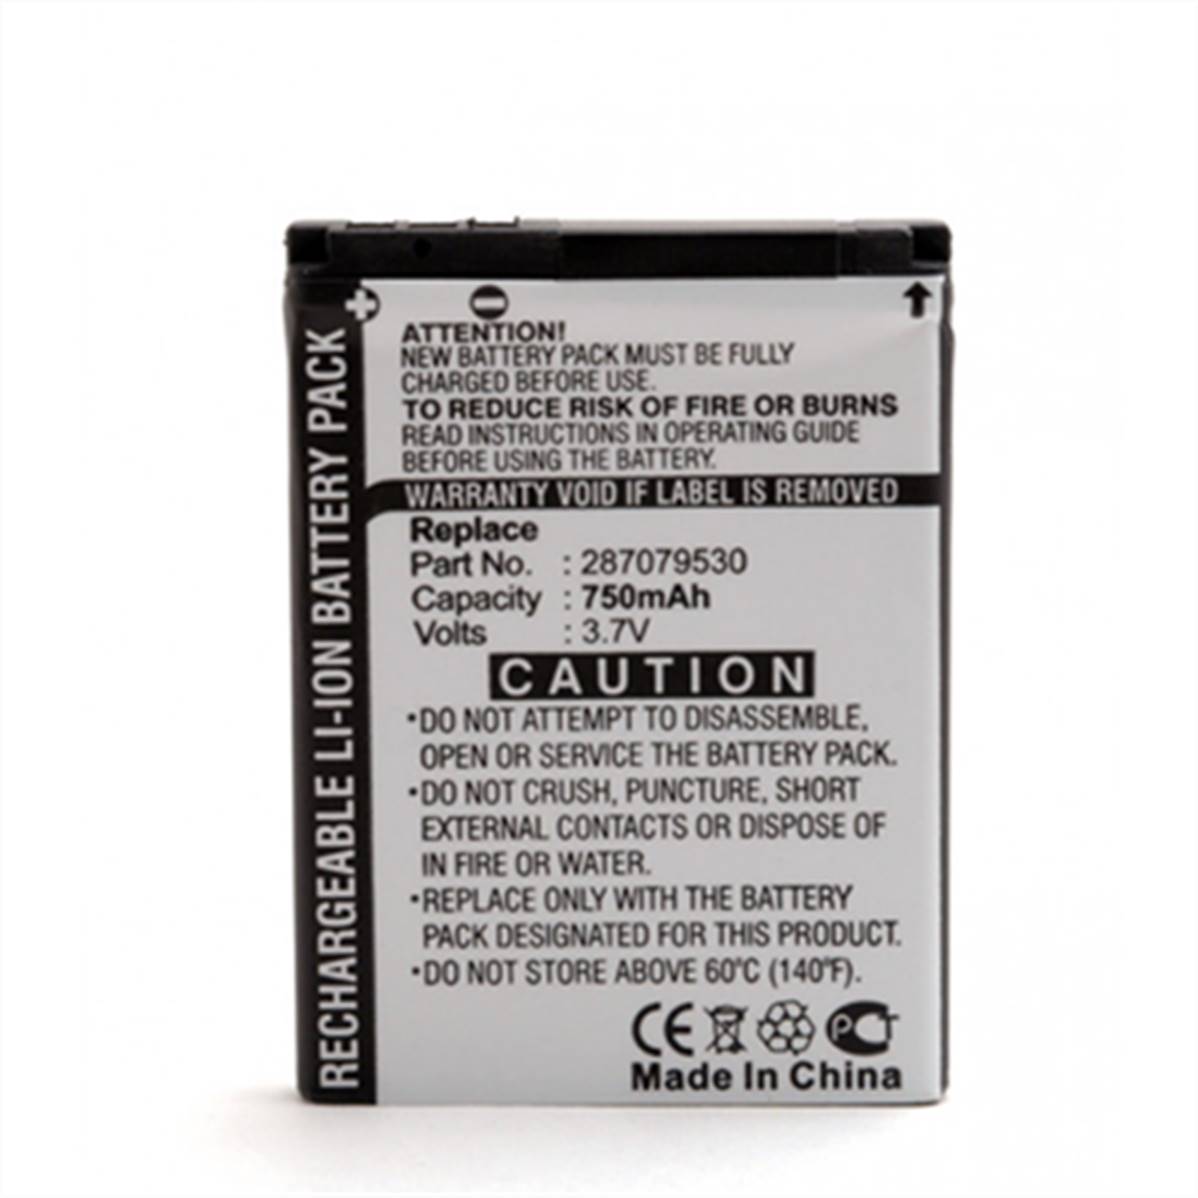 RECHARGEABLE LI-ION BATTERY PACK
ATTENTION!
NEW BATTERY PACK MUST BE FULLY
CHARGED BEFORE USE.
TO REDUCE RISK OF FIRE OR BURNS
READ INSTRUCTIONS IN OPERATING GUIDE
BEFORE USING THE BATTERY.
WARRANTY VOID IF LABEL IS REMOVED
Replace
Part No. : 287079530
Capacity : 750mAh
Volts : 3.7V
CAUTION
•DO NOT ATTEMPT TO DISASSEMBLE,
OPEN OR SERVICE THE BATTERY PACK.
•DO NOT CRUSH, PUNCTURE, SHORT
EXTERNAL CONTACTS OR DISPOSE OF
IN FIRE OR WATER.
•REPLACE ONLY WITH THE BATTERY
PACK DESIGNATED FOR THIS PRODUCT.
•DO NOT STORE ABOVE 60°C (140°F).
CE PCT
Made In China